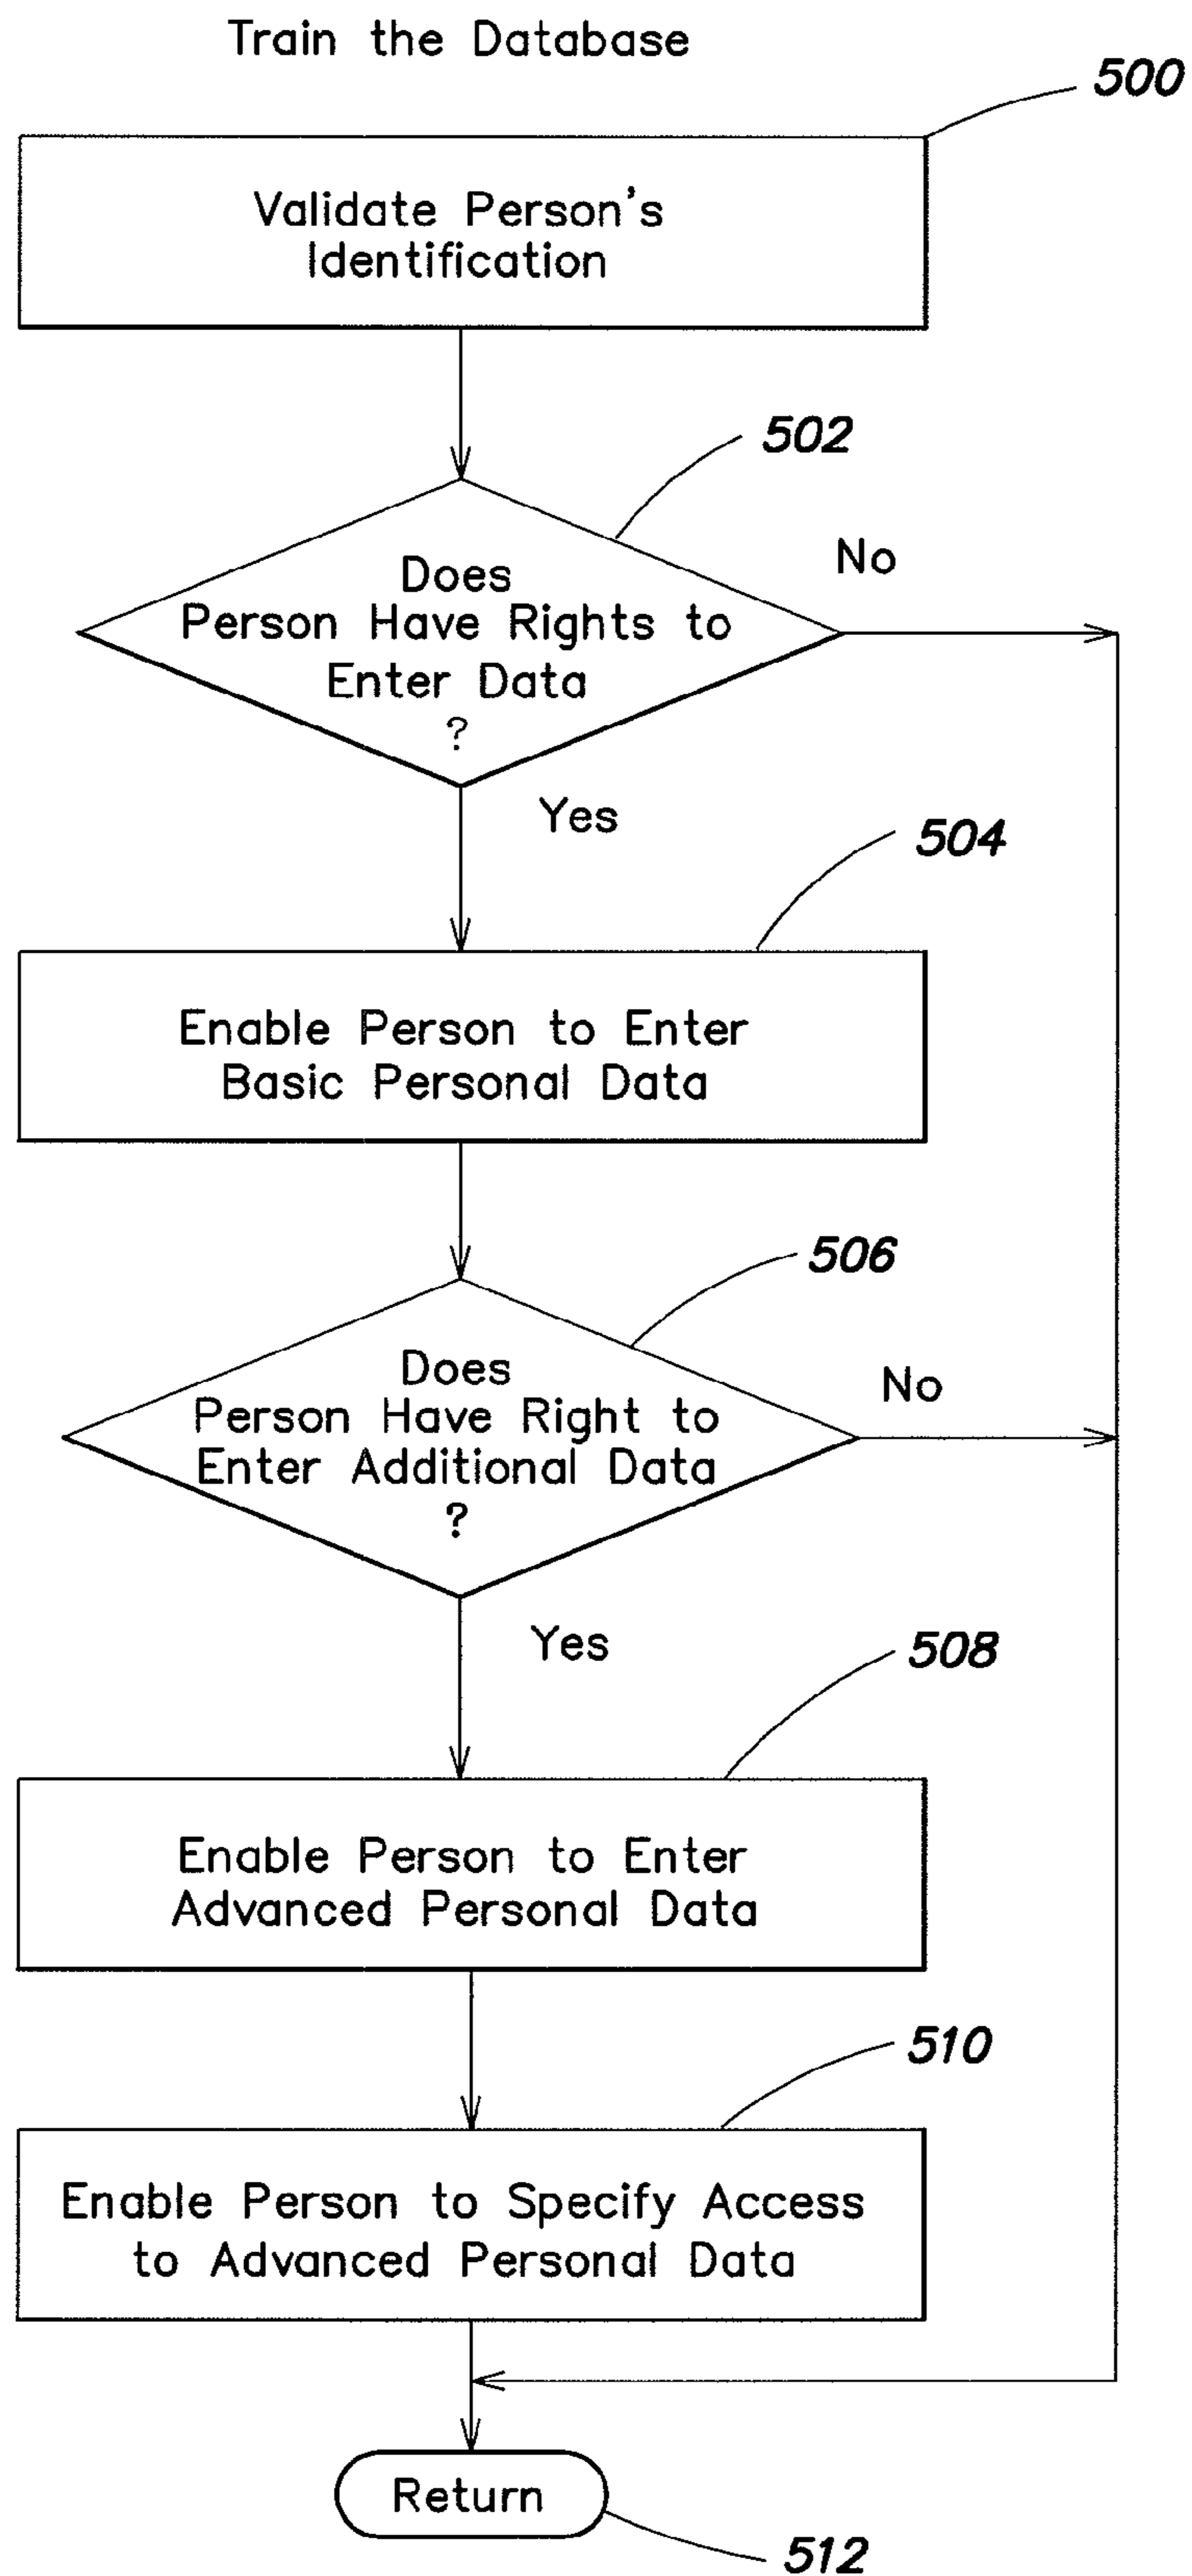 Train the Database
500
Validate Person's
Identification
502
No
Does
Person Have Rights to
Enter Data
?
Yes
504
Enable Person to Enter
Basic Personal Data
506
Does
No
Person Have Right to
Enter Additional Data
?
Yes
508
Enable Person to Enter
Advanced Personal Data
510
Enable Person to Specify Access
to Advanced Personal Data
Return
512